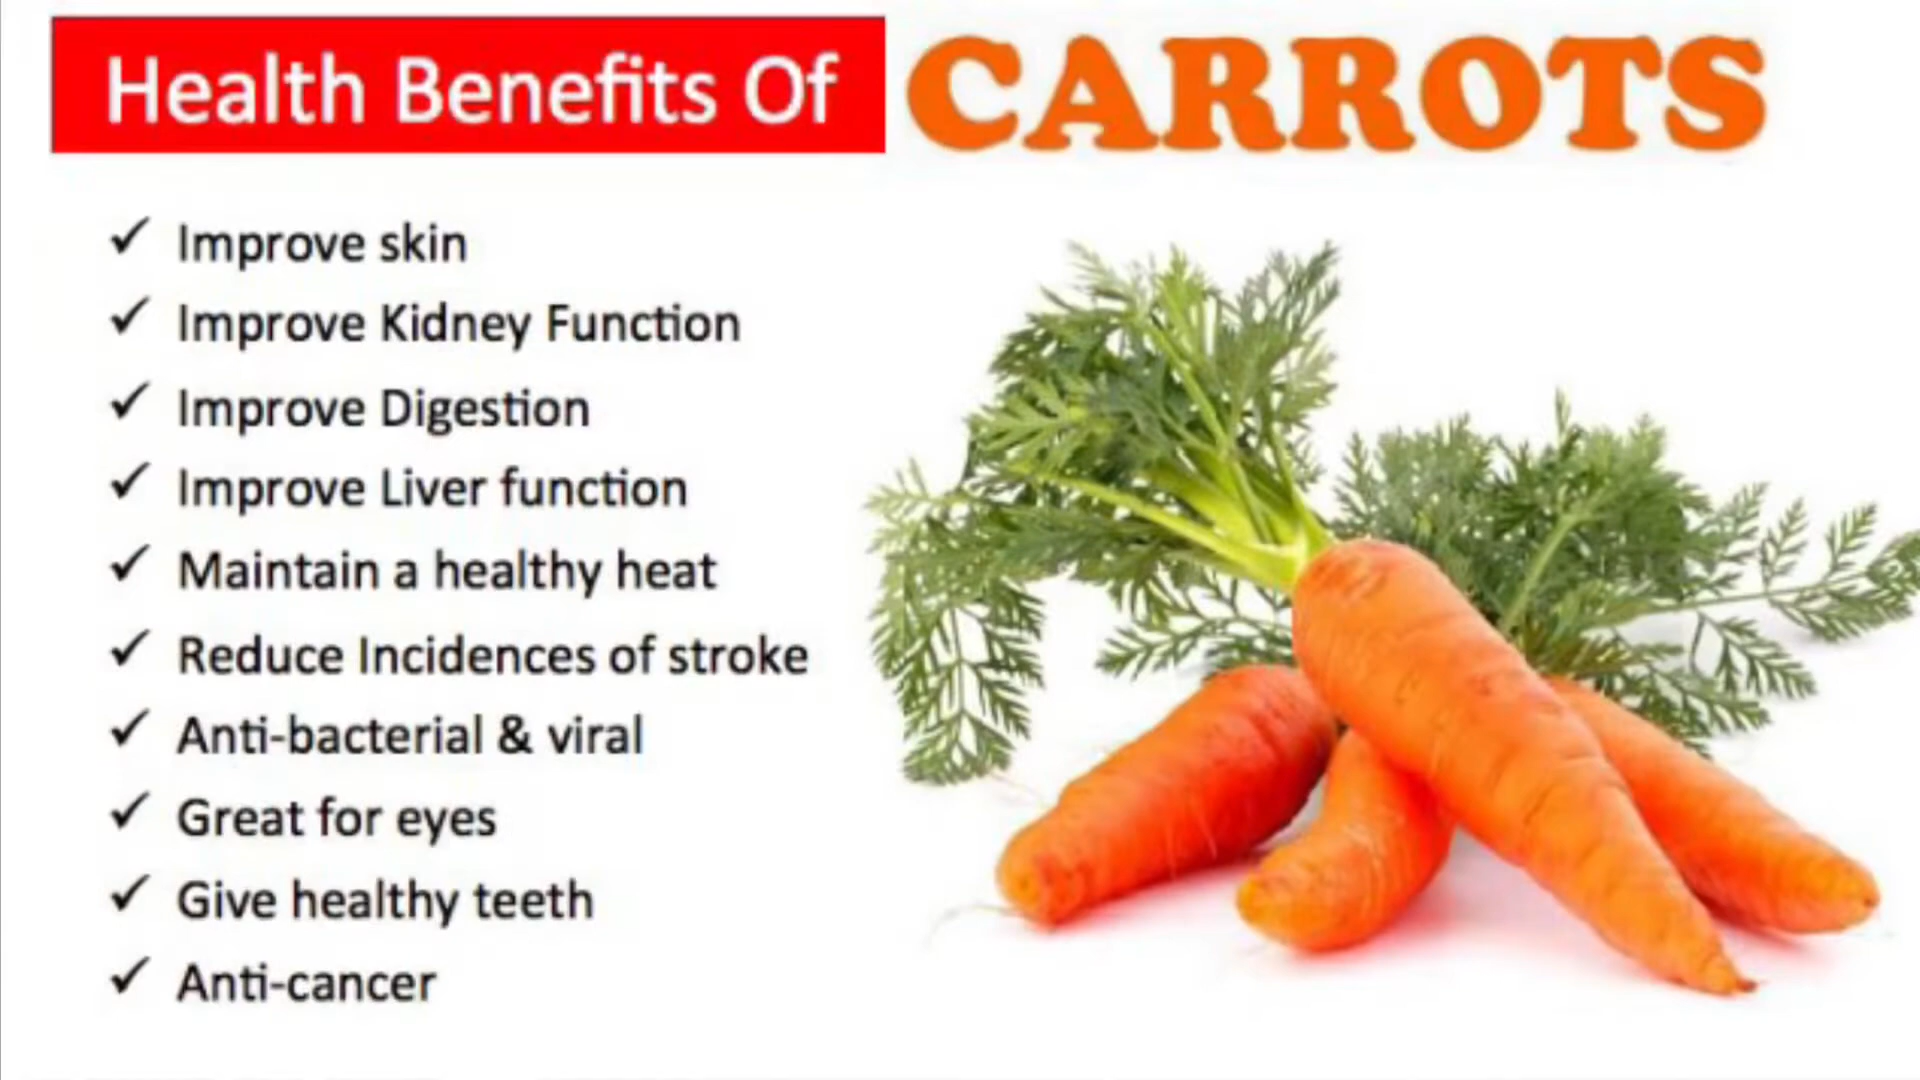 Health Benefits Of CARROTS
Improve skin
Improve Kidney Function
Improve Digestion
Improve Liver function
Maintain a healthy heat
Reduce Incidences of stroke
Anti-bacterial & viral
Great for eyes
Give healthy teeth
Anti-cancer